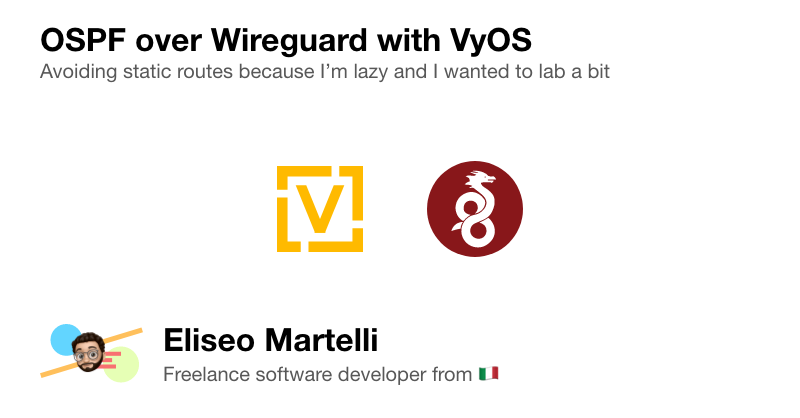 OSPF over Wireguard with VyOS
Avoiding static routes because I’m lazy and I wanted to lab a bit
V
Eliseo Martelli
Freelance software developer from 🇮🇹